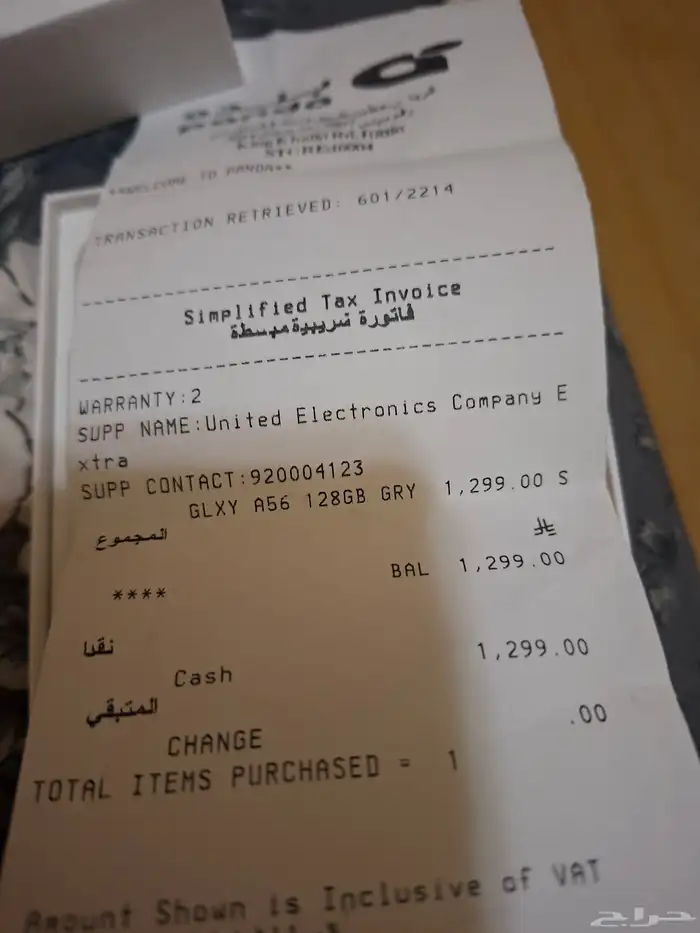 بنده
panda
**WELCOME TO PANDA**
TRANSACTION RETRIEVED: 601/2214
Simplified Tax Invoice
فاتورة ضريبية مبسطة
WARRANTY:2
SUPP NAME:United Electronics Company E
xtra
SUPP CONTACT:920004123
GLXY A56 128GB GRY 1,299.00 S
المجموع
BAL 1,299.00
****
نقدا
1,299.00
Cash
المتبقي
.00
CHANGE
TOTAL ITEMS PURCHASED = 1
Amount Shown is Inclusive of VAT
حراج